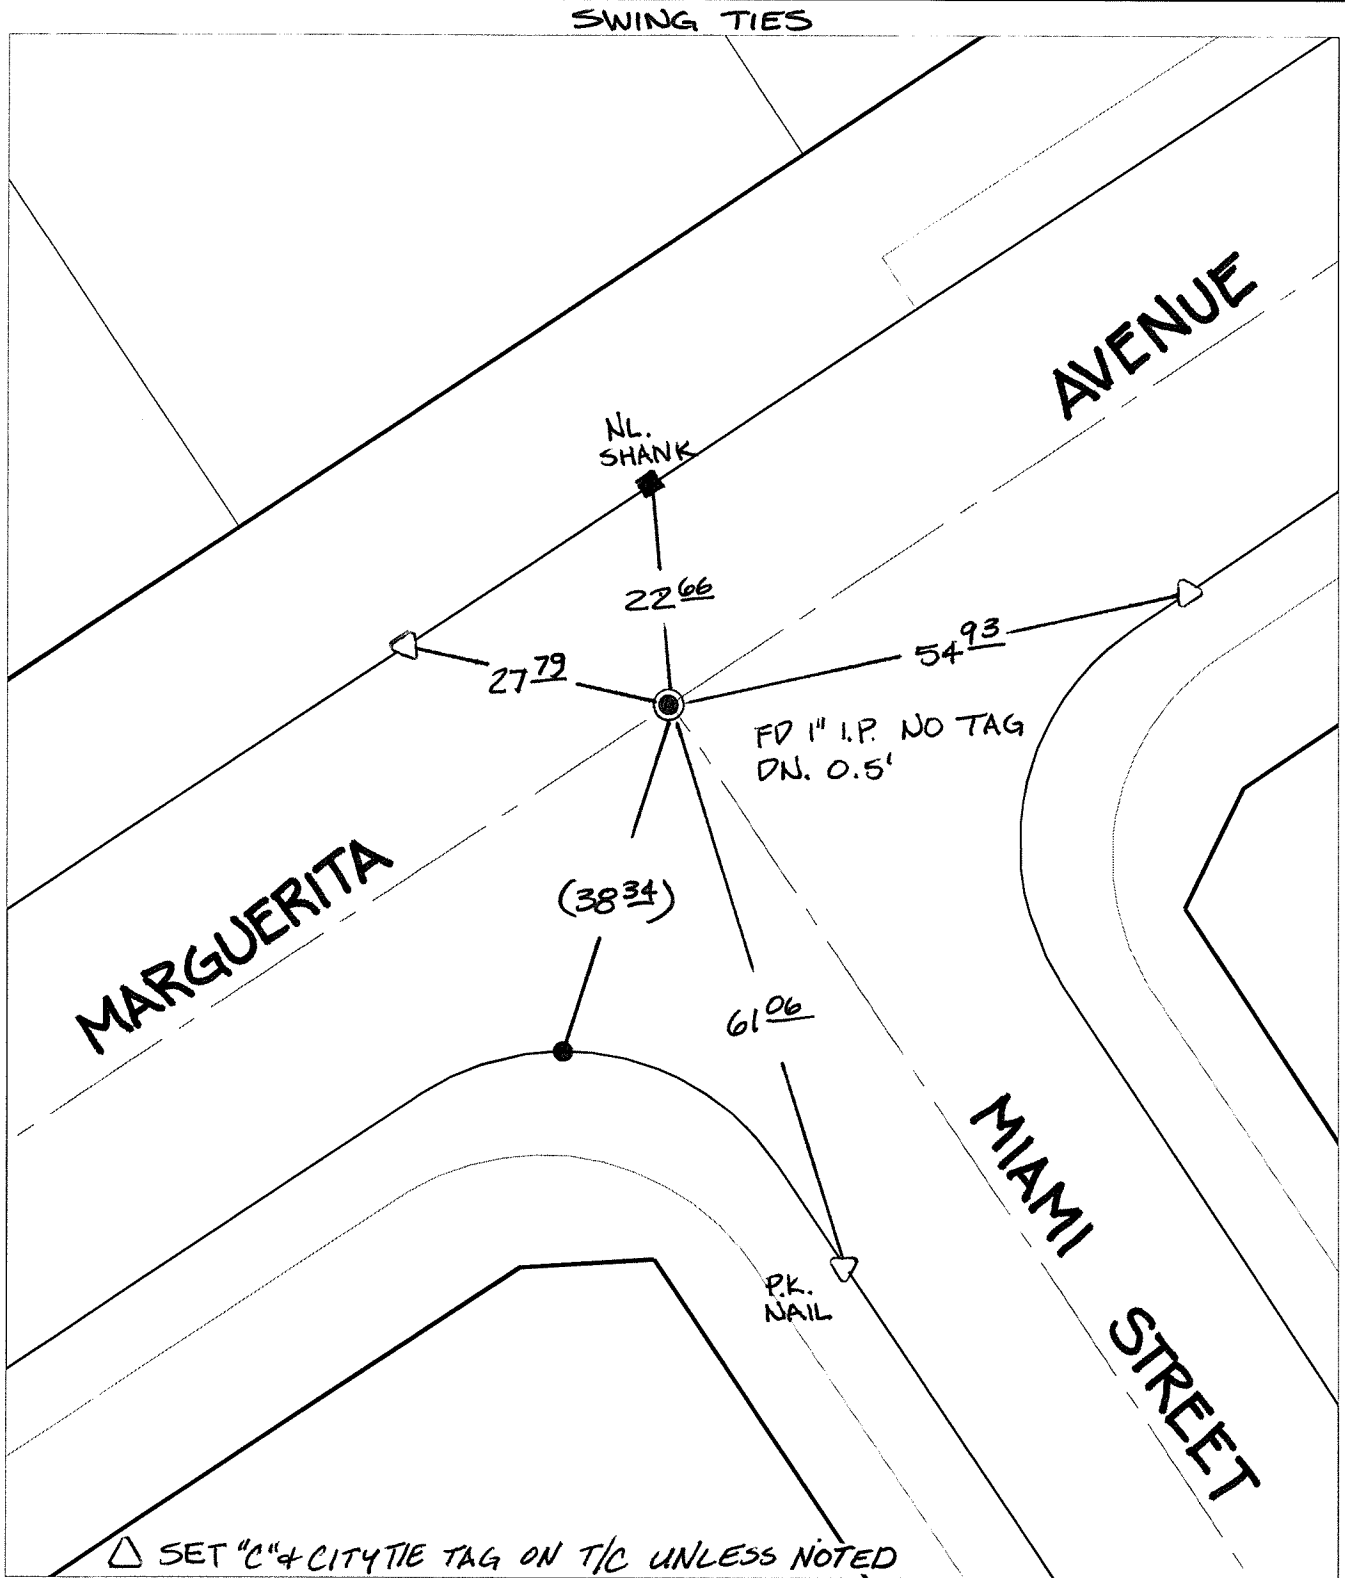 SWING TIES
AVENUE
NL.
SHANK
22 66
54 93
27 79
FD 1" I.P. NO TAG
DN. 0.5'
MARGUERITA
(38 34)
61 06
MIAMI STREET
P.K.
NAIL
△ SET "C" & CITY TIE TAG ON T/C UNLESS NOTED